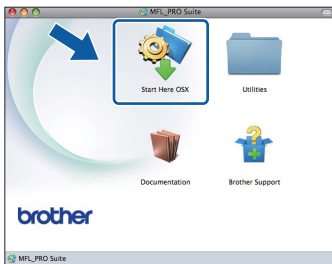 MFL_PRO Suite
Start Here OSX
Utilities
Documentation
Brother Support
brother
MFL_PRO Suite